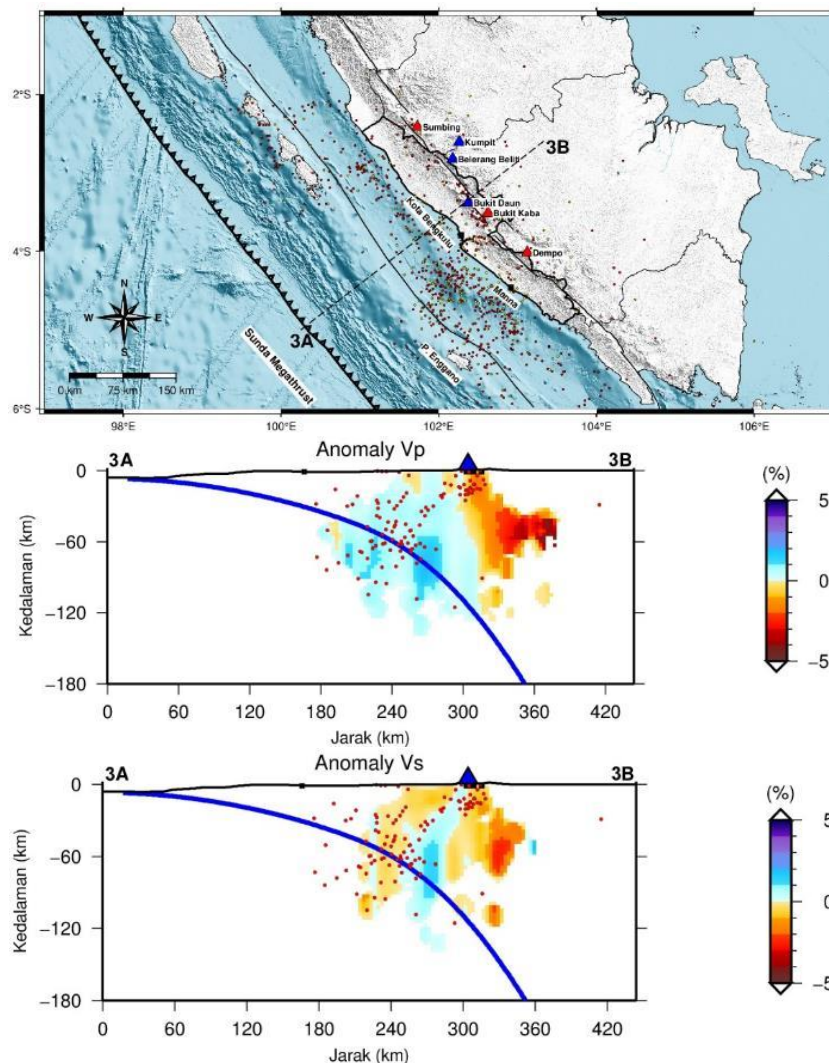 2°S
4°S
6°S
Sumbing
Kumpit
Belerang Beliti
3B
Bukit Daun
Bukit Kaba
Kota Bengkulu
Dempo
Manna
N
W E
S
3A
P. Enggano
Sunda Megathrust
0 km 75 km 150 km
98°E 100°E 102°E 104°E 106°E
3A Anomaly Vp 3B
(%)
5
0
−5
Kedalaman (km)
0
−60
−120
−180
0 60 120 180 240 300 360 420
Jarak (km)
3A Anomaly Vs 3B
(%)
5
0
−5
Kedalaman (km)
0
−60
−120
−180
0 60 120 180 240 300 360 420
Jarak (km)